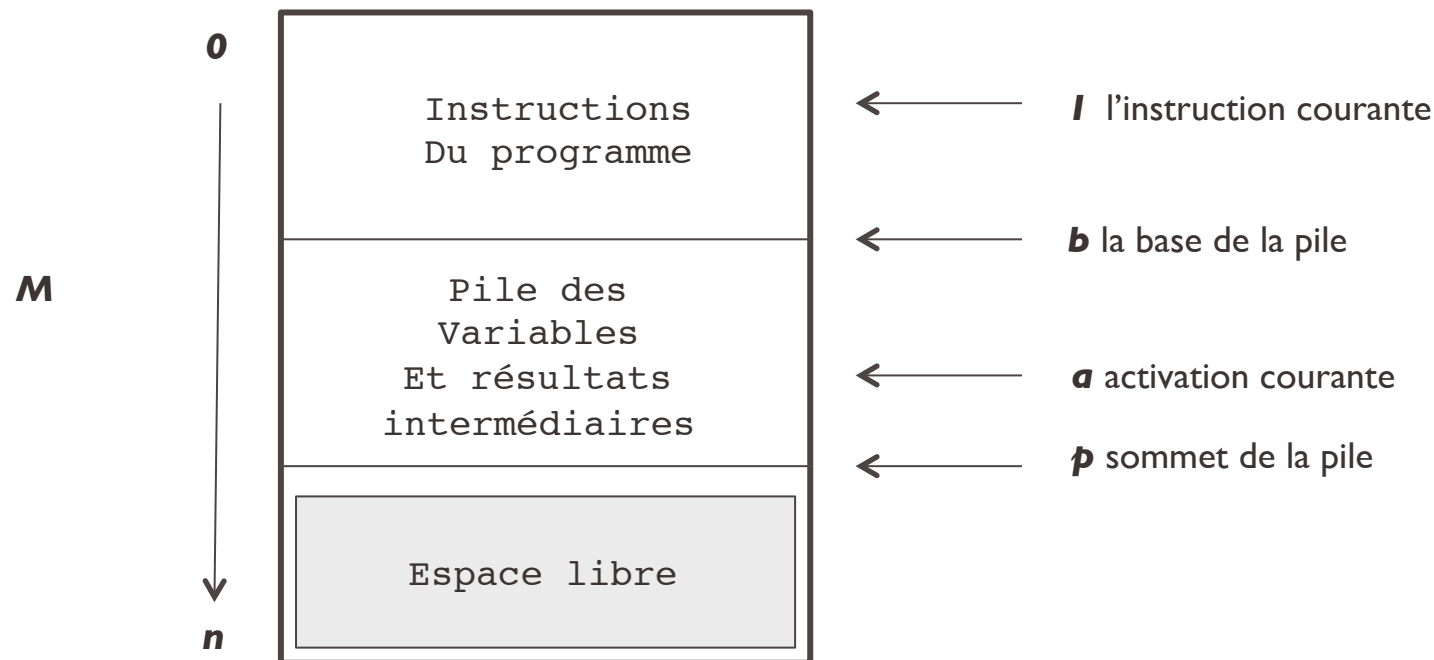 0
Instructions
Du programme
I l’instruction courante
b la base de la pile
M
Pile des
Variables
Et résultats
intermédiaires
a activation courante
p sommet de la pile
Espace libre
n